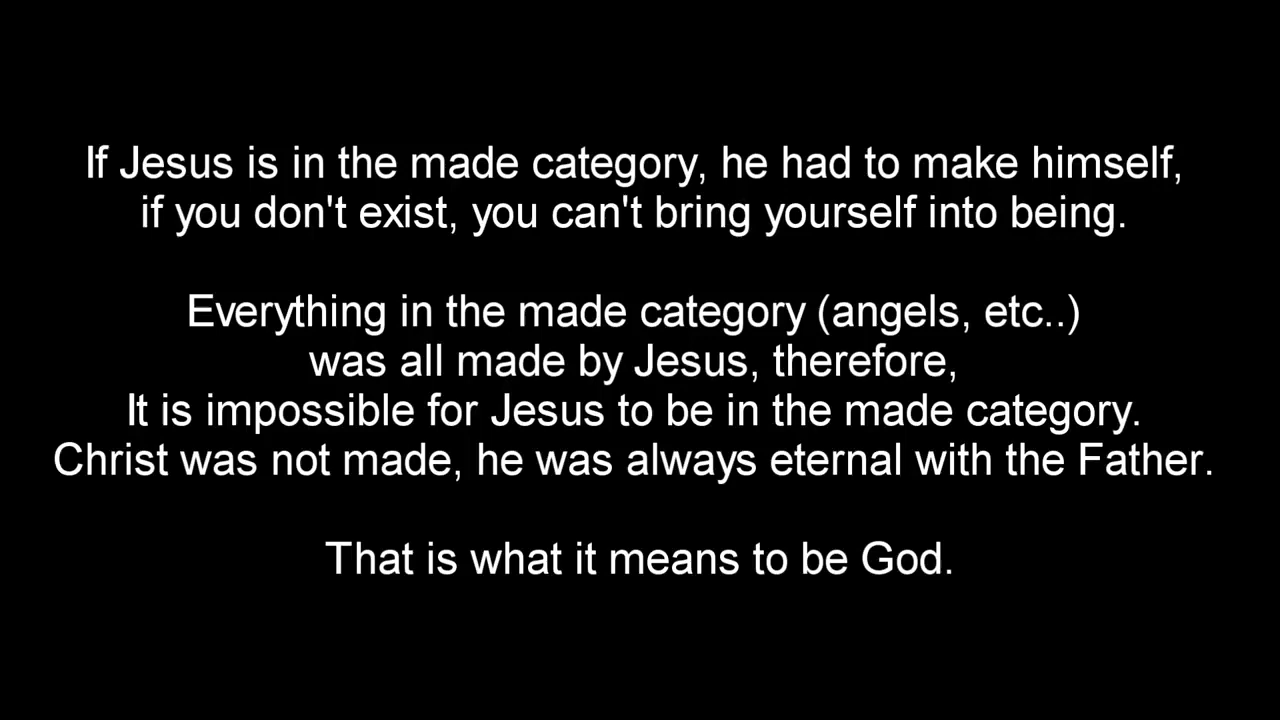 If Jesus is in the made category, he had to make himself,
if you don't exist, you can't bring yourself into being.
Everything in the made category (angels, etc..)
was all made by Jesus, therefore,
It is impossible for Jesus to be in the made category.
Christ was not made, he was always eternal with the Father.
That is what it means to be God.